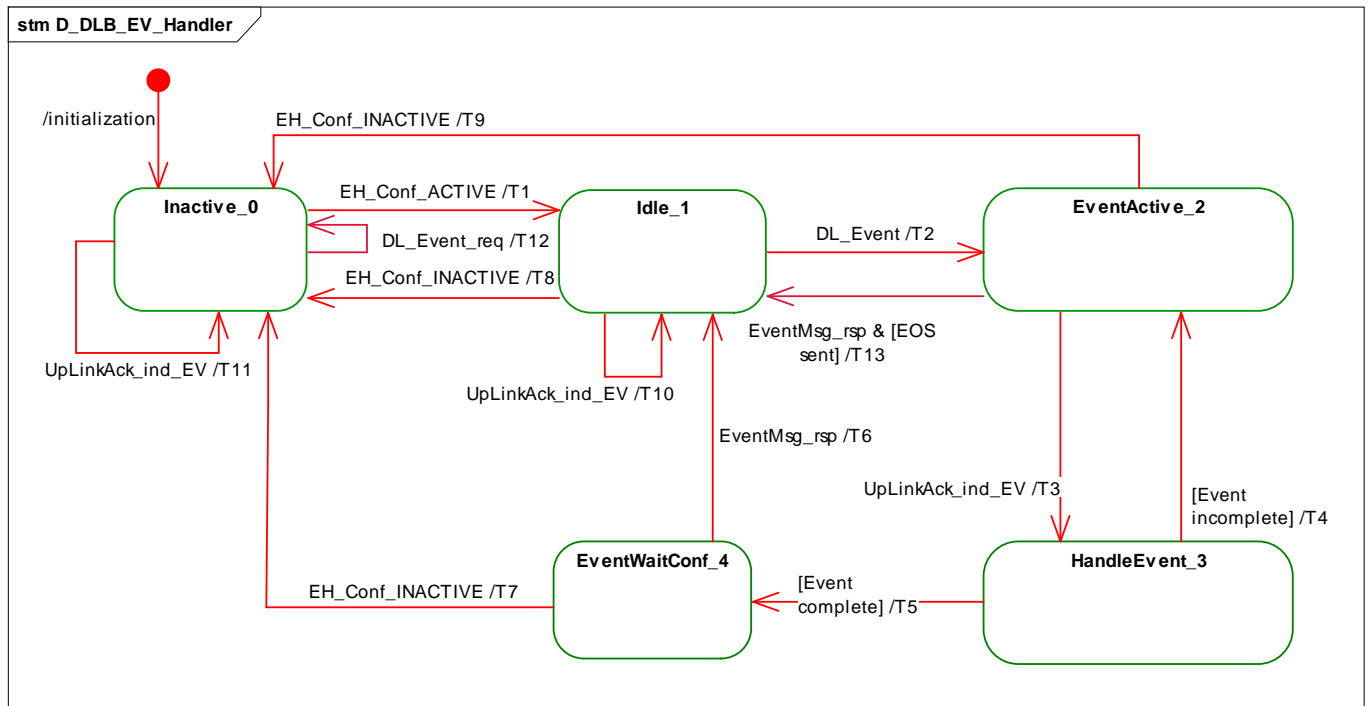 stm D_DLB_EV_Handler
/initialization
EH_Conf_INACTIVE /T9
Inactive_0
EH_Conf_ACTIVE /T1
Idle_1
EventActive_2
DL_Event_req /T12
DL_Event /T2
EH_Conf_INACTIVE /T8
EventMsg_rsp & [EOS
sent] /T13
UpLinkAck_ind_EV /T11
UpLinkAck_ind_EV /T10
EventMsg_rsp /T6
UpLinkAck_ind_EV /T3
[Event
incomplete] /T4
EventWaitConf_4
HandleEvent_3
EH_Conf_INACTIVE /T7
[Event
complete] /T5